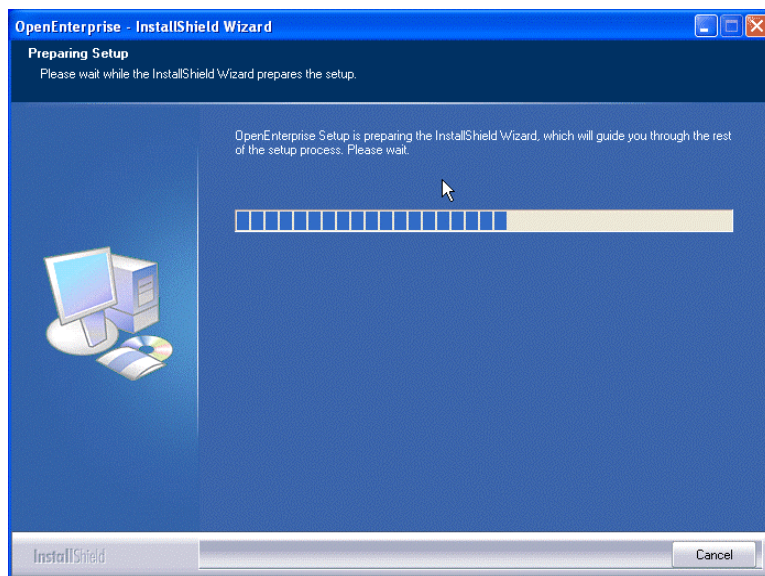 OpenEnterprise - InstallShield Wizard
Preparing Setup
Please wait while the InstallShield Wizard prepares the setup.
OpenEnterprise Setup is preparing the InstallShield Wizard, which will guide you through the rest
of the setup process. Please wait.
InstallShield
Cancel